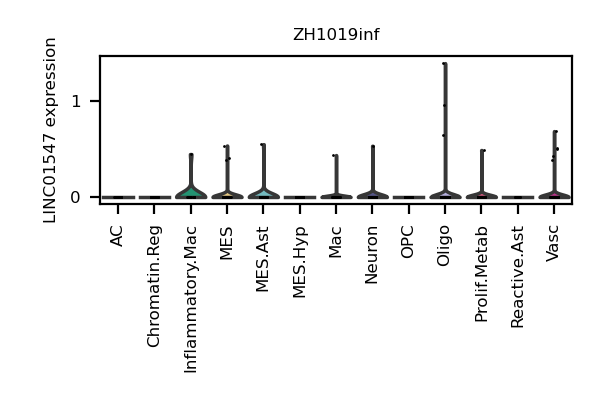 ZH1019inf
LINC01547 expression
1
0
AC
Chromatin.Reg
Inflammatory.Mac
MES
MES.Ast
MES.Hyp
Mac
Neuron
OPC
Oligo
Prolif.Metab
Reactive.Ast
Vasc